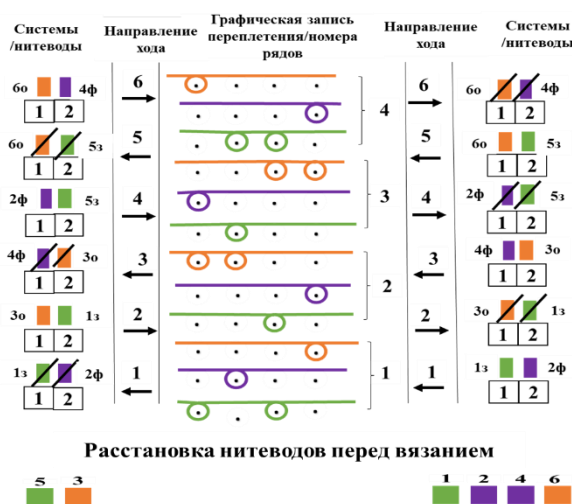 Системы /нитеводы
Направление хода
Графическая запись переплетения/номера рядов
Направление хода
Системы /нитеводы
6о 4ф
1 2
6
4
6
6о 4ф
1 2
6о 5з
1 2
5
5
6о 5з
1 2
2ф 5з
1 2
4
3
4
2ф 5з
1 2
4ф 3о
1 2
3
3
4ф 3о
1 2
3о 1з
1 2
2
2
2
3о 1з
1 2
1з 2ф
1 2
1
1
1
1з 2ф
1 2
Расстановка нитеводов перед вязанием
5 3 1 2 4 6